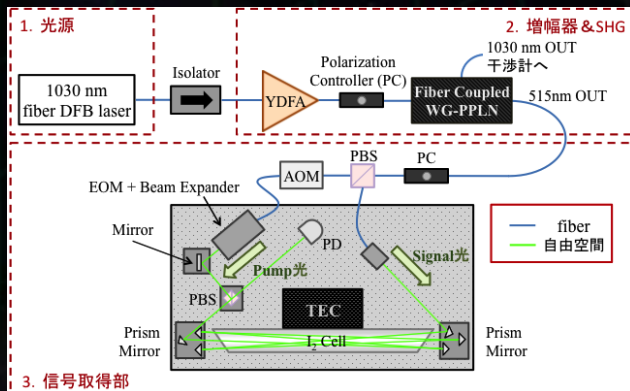 1. 光源
2. 増幅器&SHG
1030 nm
fiber DFB laser
Isolator
YDFA
Polarization
Controller (PC)
Fiber Coupled
WG-PPLN
1030 nm OUT
干渉計へ
515nm OUT
PBS
PC
AOM
EOM + Beam Expander
Mirror
PD
Pump光
Signal光
fiber
自由空間
PBS
TEC
I₂ Cell
Prism
Mirror
Prism
Mirror
3. 信号取得部